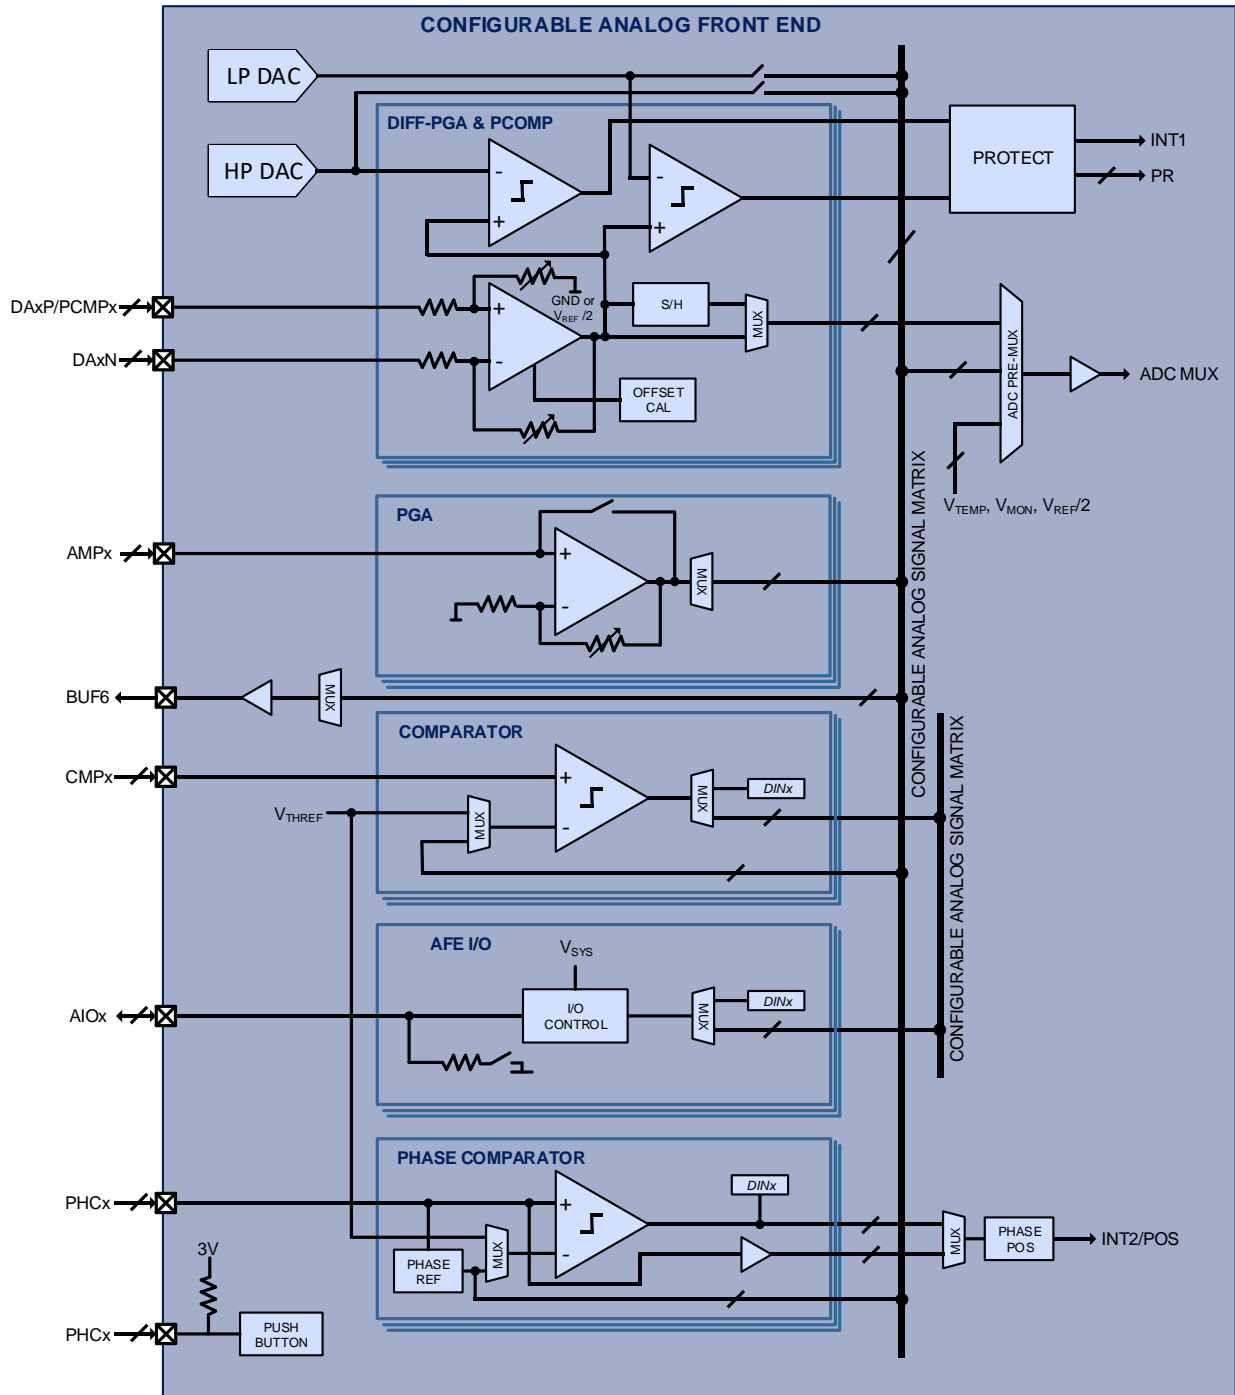 CONFIGURABLE ANALOG FRONT END
LP DAC
HP DAC
DIFF-PGA & PCOMP
-
+
-
+
PROTECT
INT1
PR
DAxP/PCMPx
DAxN
+
-
GND or
VREF /2
S/H
MUX
OFFSET
CAL
ADC PRE-MUX
ADC MUX
VTEMP, VMON, VREF/2
CONFIGURABLE ANALOG SIGNAL MATRIX
PGA
AMPx
+
-
MUX
BUF6
MUX
COMPARATOR
CMPx
VTHREF
MUX
+
-
MUX
DINx
CONFIGURABLE ANALOG SIGNAL MATRIX
AFE I/O
VSYS
AIOx
I/O
CONTROL
MUX
DINx
PHASE COMPARATOR
PHCx
PHASE
REF
MUX
+
-
DINx
MUX
PHASE
POS
INT2/POS
3V
PHCx
PUSH
BUTTON